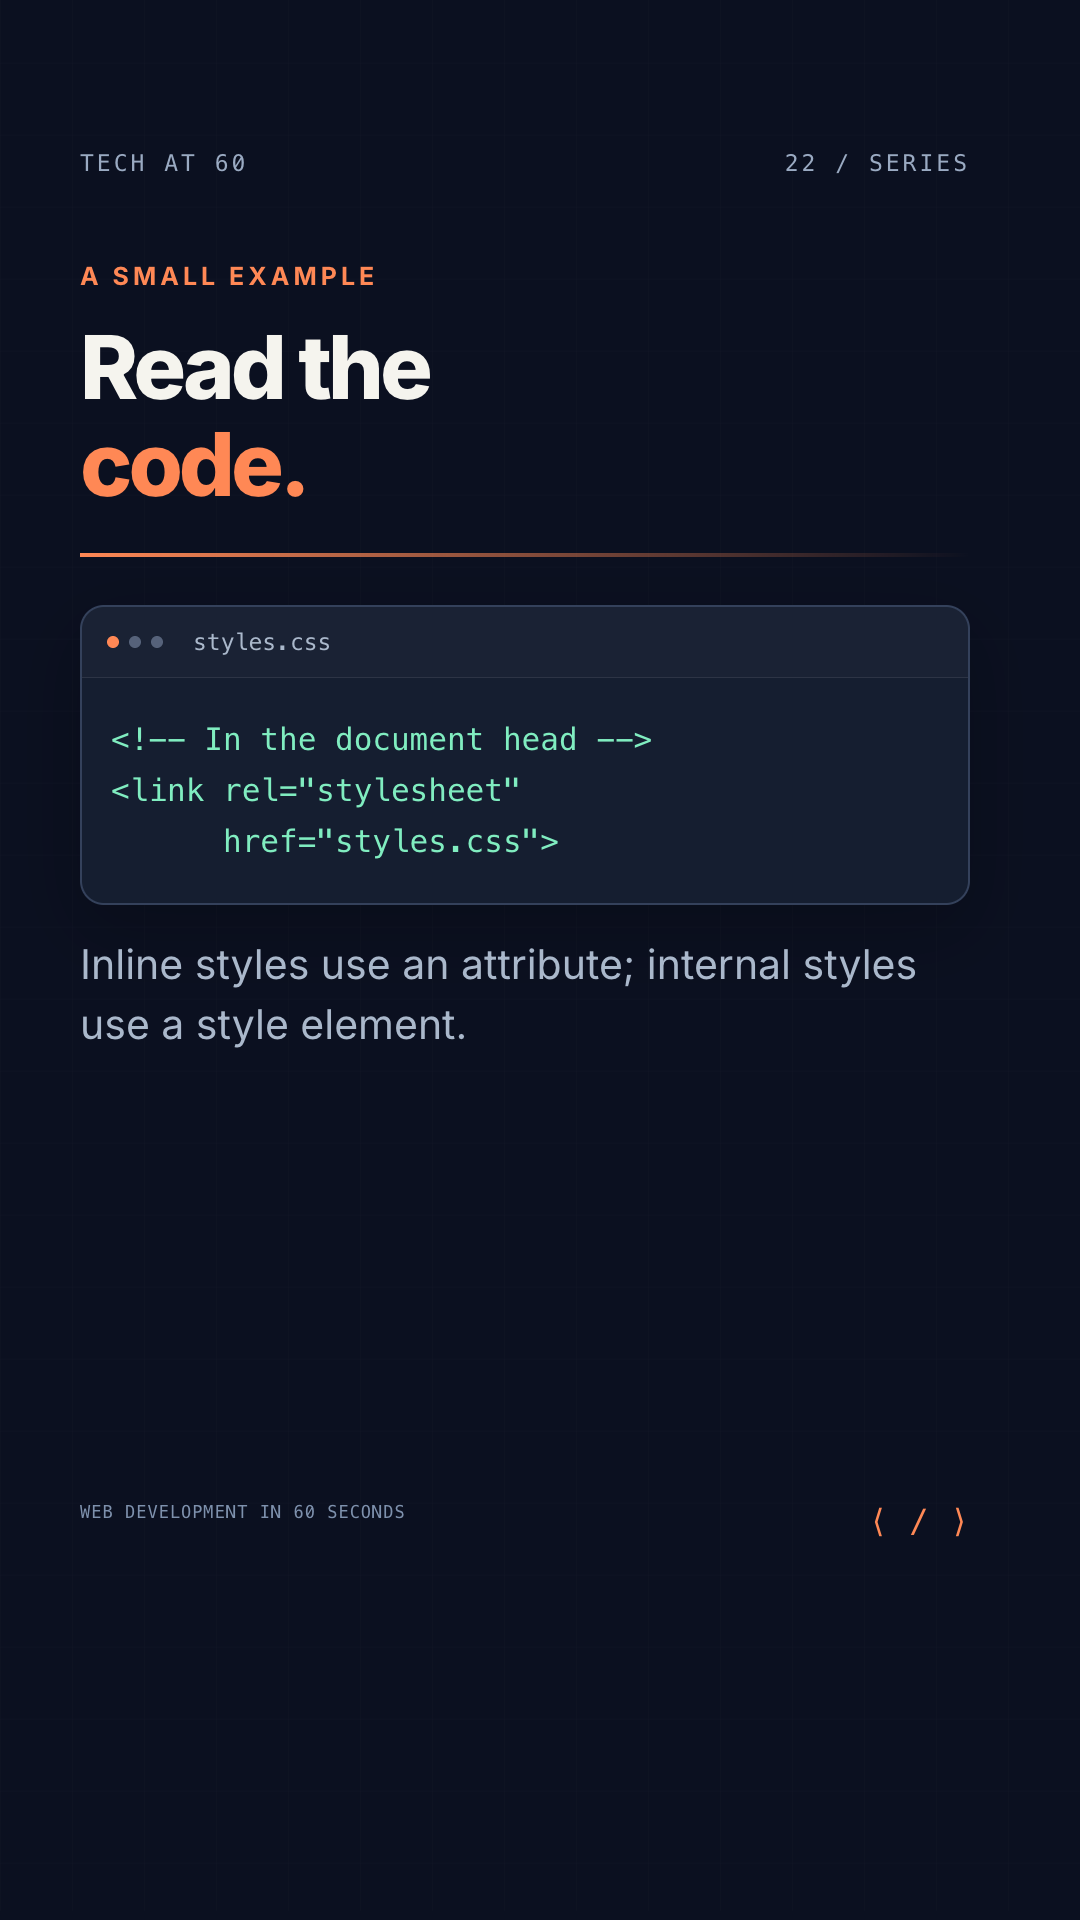 TECH AT 60
22 / SERIES
A SMALL EXAMPLE
Read the
code.
styles.css
<!-- In the document head -->
<link rel="stylesheet"
      href="styles.css">
Inline styles use an attribute; internal styles
use a style element.
WEB DEVELOPMENT IN 60 SECONDS
⟨ / ⟩